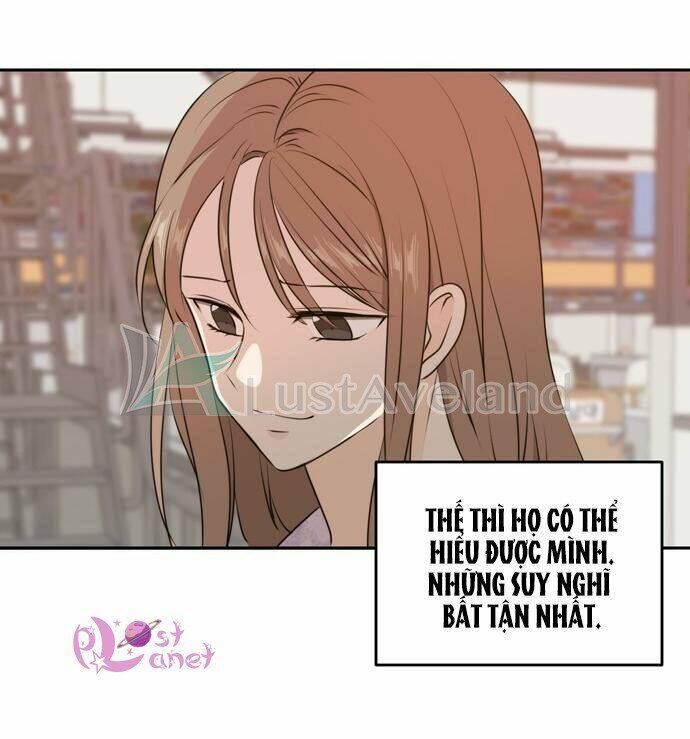 LustAveland
THẾ THÌ HỌ CÓ THỂ
HIỂU ĐƯỢC MÌNH.
NHỮNG SUY NGHĨ
BẤT TẬN NHẤT.
Lost
Planet